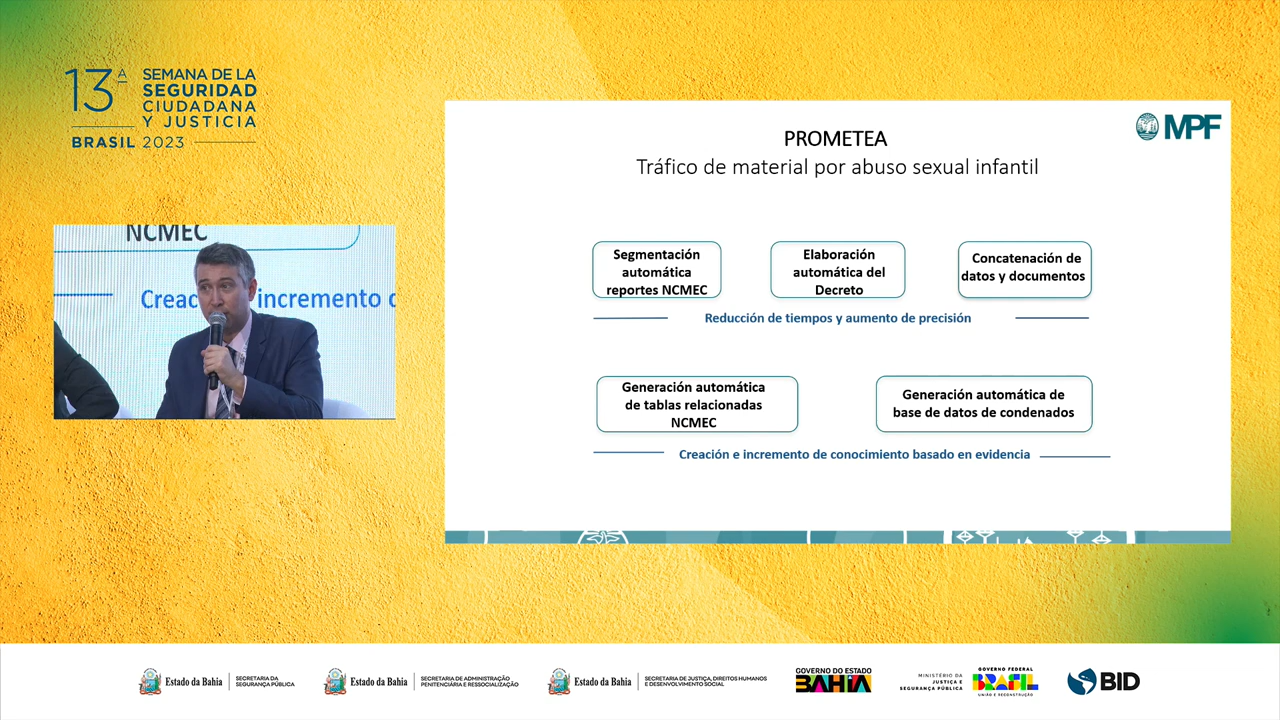 13ª
SEMANA DE LA
SEGURIDAD
CIUDADANA
Y JUSTICIA
BRASIL 2023
NCMEC
Creac incremento
MPF
PROMETEA
Tráfico de material por abuso sexual infantil
Segmentación
automática
reportes NCMEC
Elaboración
automática del
Decreto
Concatenación de
datos y documentos
Reducción de tiempos y aumento de precisión
Generación automática
de tablas relacionadas
NCMEC
Generación automática de
base de datos de condenados
Creación e incremento de conocimiento basado en evidencia
Estado da Bahia
SECRETARIA DA
SEGURANÇA PÚBLICA
Estado da Bahia
SECRETARIA DE ADMINISTRAÇÃO
PENITENCIÁRIA E RESSOCIALIZAÇÃO
Estado da Bahia
SECRETARIA DE JUSTIÇA, DIREITOS HUMANOS
E DESENVOLVIMENTO SOCIAL
GOVERNO DO ESTADO
BAHIA
MINISTÉRIO DA
JUSTIÇA E
SEGURANÇA PÚBLICA
GOVERNO FEDERAL
BRASIL
UNIÃO E RECONSTRUÇÃO
BID